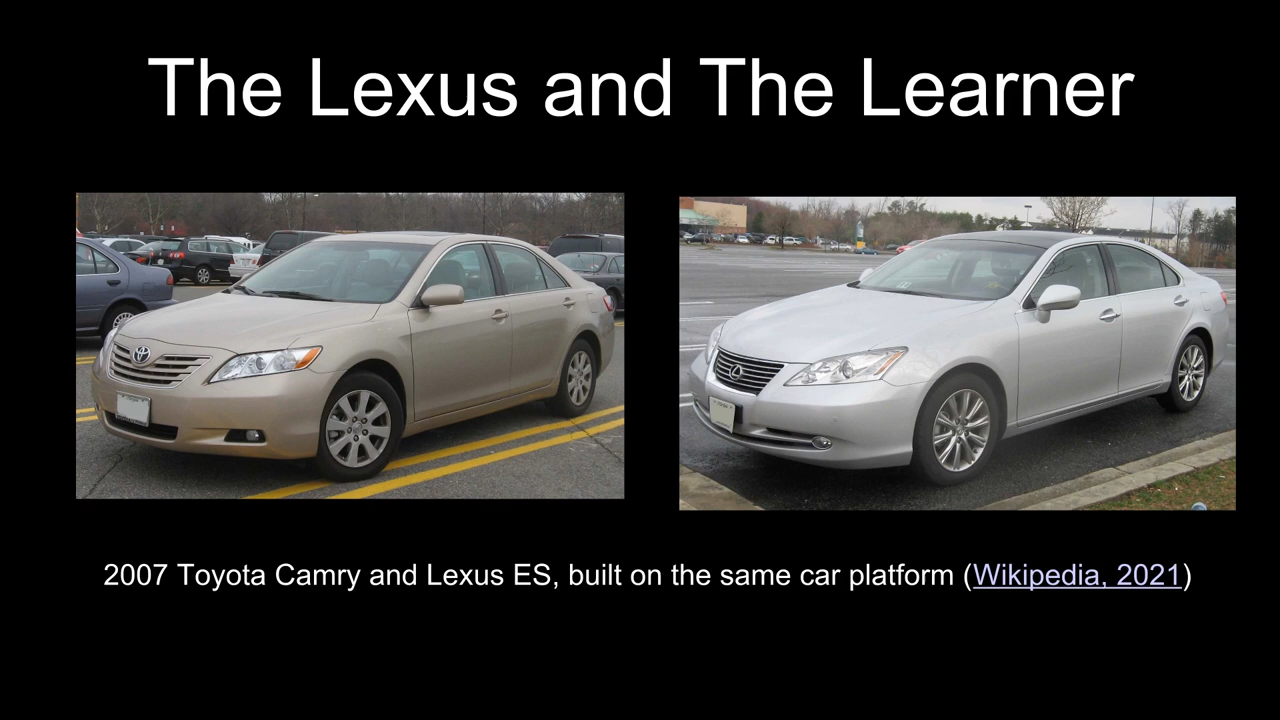 The Lexus and The Learner
2007 Toyota Camry and Lexus ES, built on the same car platform (Wikipedia, 2021)